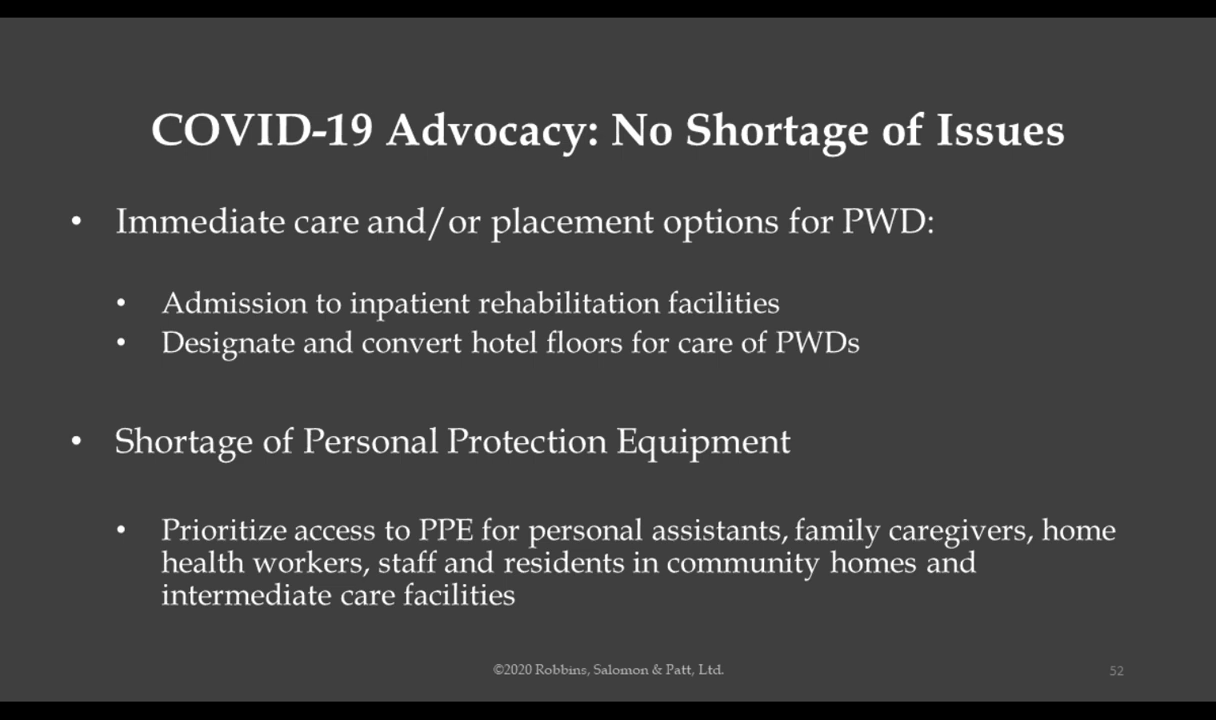 COVID-19 Advocacy: No Shortage of Issues
• Immediate care and/or placement options for PWD:
• Admission to inpatient rehabilitation facilities
• Designate and convert hotel floors for care of PWDs
• Shortage of Personal Protection Equipment
• Prioritize access to PPE for personal assistants, family caregivers, home
health workers, staff and residents in community homes and
intermediate care facilities
©2020 Robbins, Salomon & Patt, Ltd.
52